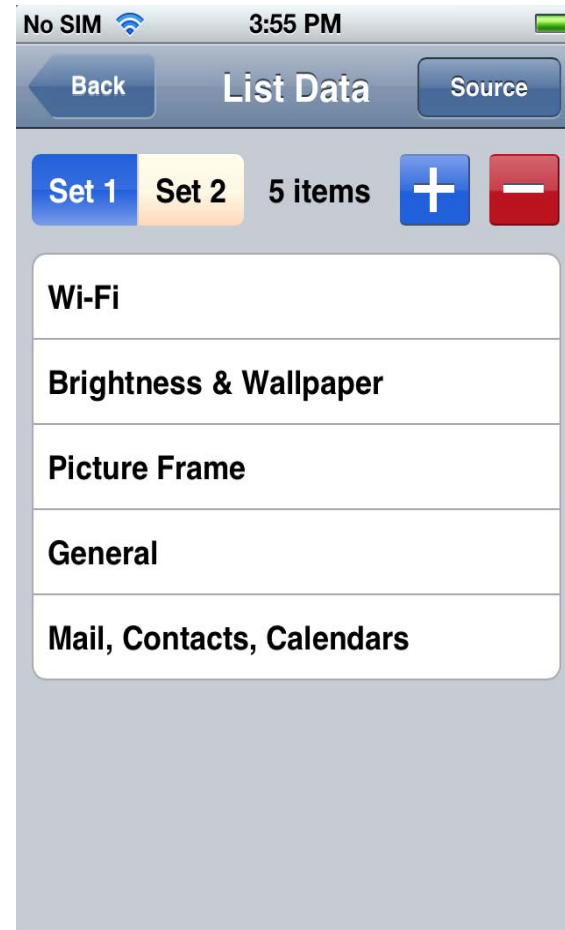 No SIM 3:55 PM
Back List Data Source
Set 1 Set 2 5 items + −
Wi-Fi
Brightness & Wallpaper
Picture Frame
General
Mail, Contacts, Calendars